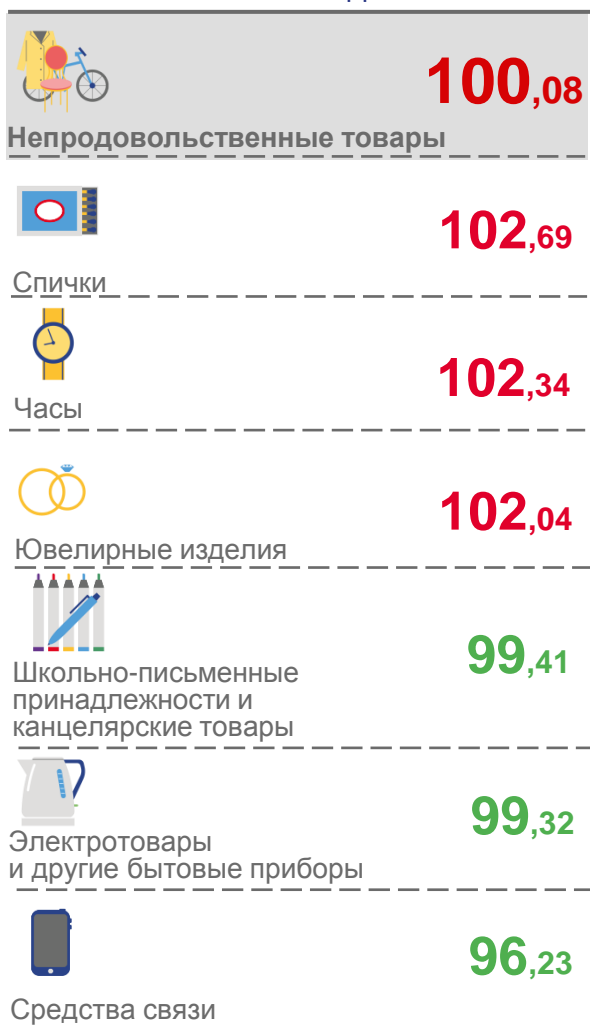 100,08
Непродовольственные товары
102,69
Спички
102,34
Часы
102,04
Ювелирные изделия
99,41
Школьно-письменные
принадлежности и
канцелярские товары
99,32
Электротовары
и другие бытовые приборы
96,23
Средства связи